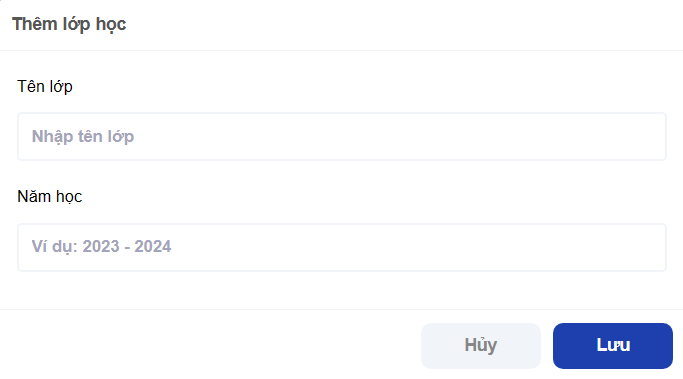 Thêm lớp học
Tên lớp
Nhập tên lớp
Năm học
Ví dụ: 2023 - 2024
Hủy
Lưu